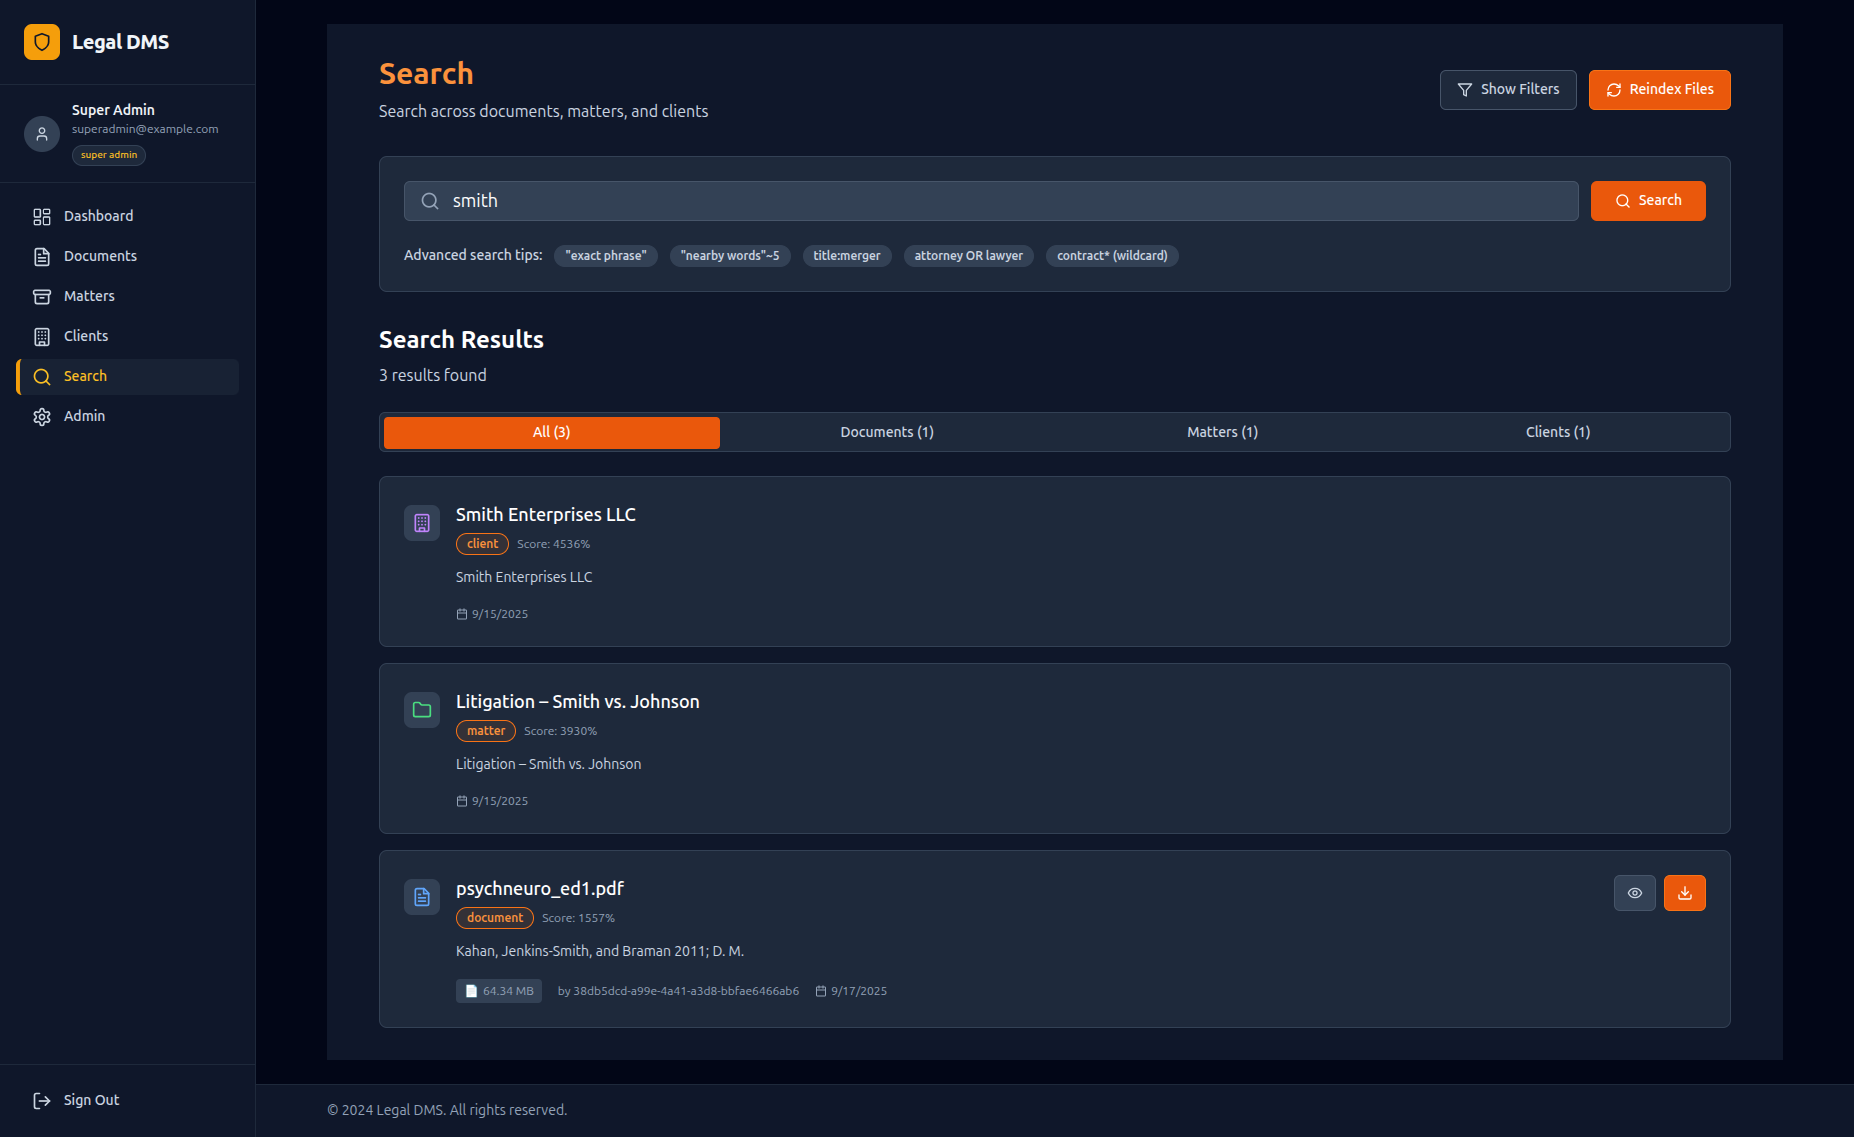 Legal DMS
Super Admin
superadmin@example.com
super admin
Dashboard
Documents
Matters
Clients
Search
Admin
Sign Out
Search
Search across documents, matters, and clients
Show Filters
Reindex Files
smith
Search
Advanced search tips: "exact phrase" "nearby words"~5 title:merger attorney OR lawyer contract* (wildcard)
Search Results
3 results found
All (3)
Documents (1)
Matters (1)
Clients (1)
Smith Enterprises LLC
client Score: 4536%
Smith Enterprises LLC
9/15/2025
Litigation – Smith vs. Johnson
matter Score: 3930%
Litigation – Smith vs. Johnson
9/15/2025
psychneuro_ed1.pdf
document Score: 1557%
Kahan, Jenkins-Smith, and Braman 2011; D. M.
64.34 MB by 38db5dcd-a99e-4a41-a3d8-bbfae6466ab6 9/17/2025
© 2024 Legal DMS. All rights reserved.